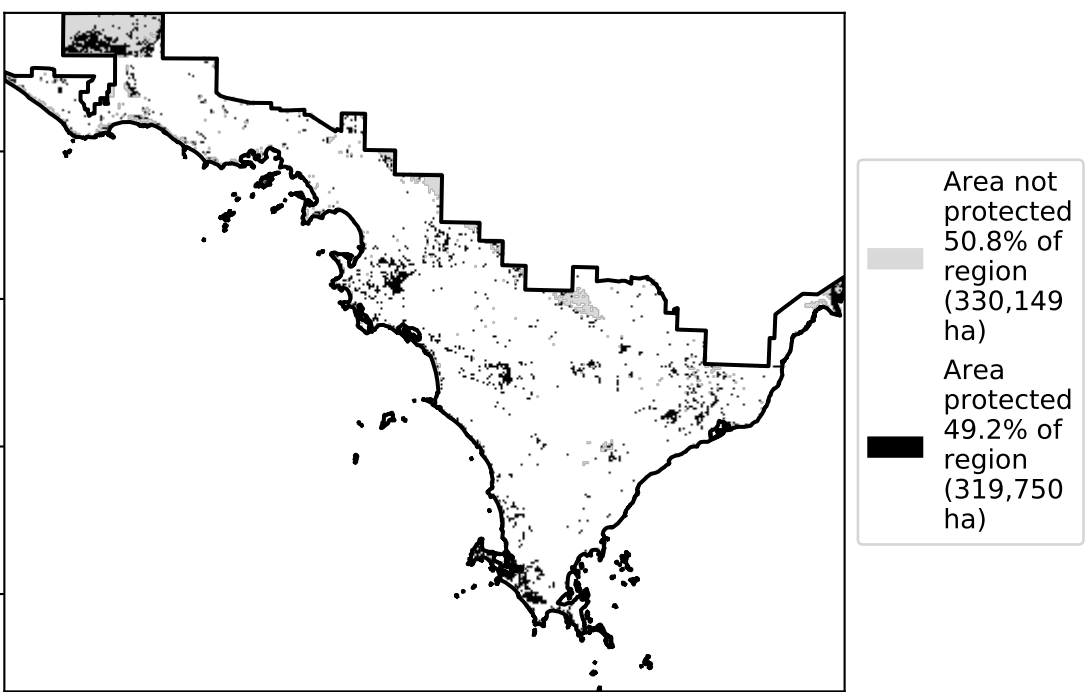 Area not
protected
50.8% of
region
(330,149
ha)
Area
protected
49.2% of
region
(319,750
ha)